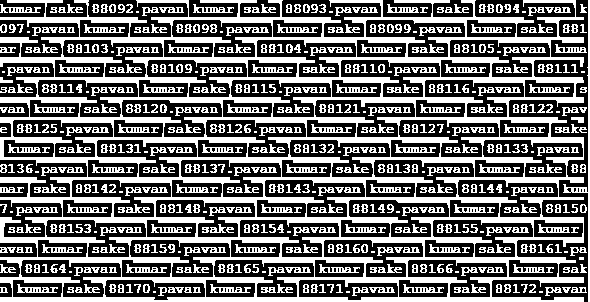 kumar sake 88092.pavan kumar sake 88093.pavan kumar sake 88094.pavan k
097.pavan kumar sake 88098.pavan kumar sake 88099.pavan kumar sake 881
ar sake 88103.pavan kumar sake 88104.pavan kumar sake 88105.pavan kuma
.pavan kumar sake 88109.pavan kumar sake 88110.pavan kumar sake 88111.
sake 88114.pavan kumar sake 88115.pavan kumar sake 88116.pavan kumar s
van kumar sake 88120.pavan kumar sake 88121.pavan kumar sake 88122.pav
e 88125.pavan kumar sake 88126.pavan kumar sake 88127.pavan kumar sake
kumar sake 88131.pavan kumar sake 88132.pavan kumar sake 88133.pavan
8136.pavan kumar sake 88137.pavan kumar sake 88138.pavan kumar sake 88
mar sake 88142.pavan kumar sake 88143.pavan kumar sake 88144.pavan kum
7.pavan kumar sake 88148.pavan kumar sake 88149.pavan kumar sake 88150
sake 88153.pavan kumar sake 88154.pavan kumar sake 88155.pavan kumar
avan kumar sake 88159.pavan kumar sake 88160.pavan kumar sake 88161.pa
ke 88164.pavan kumar sake 88165.pavan kumar sake 88166.pavan kumar sak
n kumar sake 88170.pavan kumar sake 88171.pavan kumar sake 88172.pavan